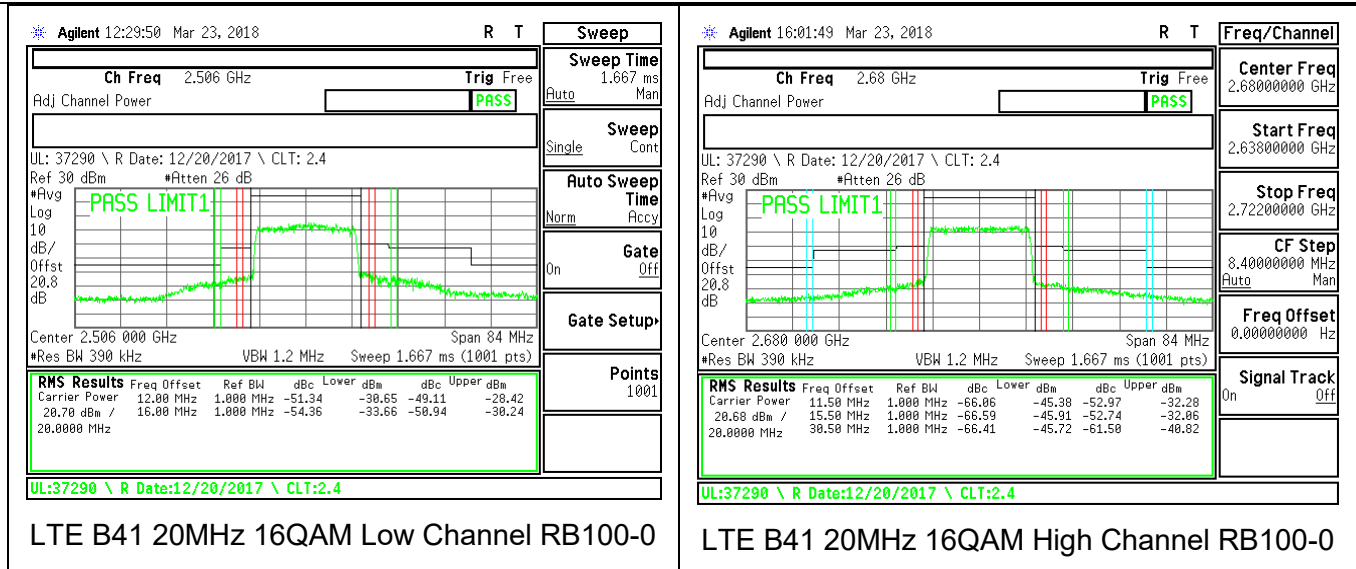 Agilent 12:29:50 Mar 23, 2018 R T
Ch Freq 2.506 GHz Trig Free
Adj Channel Power PASS
UL: 37290 \ R Date: 12/20/2017 \ CLT: 2.4
Ref 30 dBm #Atten 26 dB
#Avg
Log
10
dB/
Offst
20.8
dB
PASS LIMIT1
Center 2.506 000 GHz Span 84 MHz
#Res BW 390 kHz VBW 1.2 MHz Sweep 1.667 ms (1001 pts)
RMS Results Freq Offset Ref BW dBc Lower dBm dBc Upper dBm
Carrier Power 12.00 MHz 1.000 MHz -51.34 -30.65 -49.11 -28.42
20.70 dBm / 16.00 MHz 1.000 MHz -54.36 -33.66 -50.94 -30.24
20.0000 MHz
UL:37290 \ R Date:12/20/2017 \ CLT:2.4
Sweep
Sweep Time
1.667 ms
Auto Man
Sweep
Single Cont
Auto Sweep
Time
Norm Accy
Gate
On Off
Gate Setup
Points
1001
LTE B41 20MHz 16QAM Low Channel RB100-0
Agilent 16:01:49 Mar 23, 2018 R T
Ch Freq 2.68 GHz Trig Free
Adj Channel Power PASS
UL: 37290 \ R Date: 12/20/2017 \ CLT: 2.4
Ref 30 dBm #Atten 26 dB
#Avg
Log
10
dB/
Offst
20.8
dB
PASS LIMIT1
Center 2.680 000 GHz Span 84 MHz
#Res BW 390 kHz VBW 1.2 MHz Sweep 1.667 ms (1001 pts)
RMS Results Freq Offset Ref BW dBc Lower dBm dBc Upper dBm
Carrier Power 11.50 MHz 1.000 MHz -66.06 -45.38 -52.97 -32.28
20.68 dBm / 15.50 MHz 1.000 MHz -66.59 -45.91 -52.74 -32.06
20.0000 MHz 30.50 MHz 1.000 MHz -66.41 -45.72 -61.50 -40.82
UL:37290 \ R Date:12/20/2017 \ CLT:2.4
Freq/Channel
Center Freq
2.68000000 GHz
Start Freq
2.63800000 GHz
Stop Freq
2.72200000 GHz
CF Step
8.40000000 MHz
Auto Man
Freq Offset
0.00000000 Hz
Signal Track
On Off
LTE B41 20MHz 16QAM High Channel RB100-0